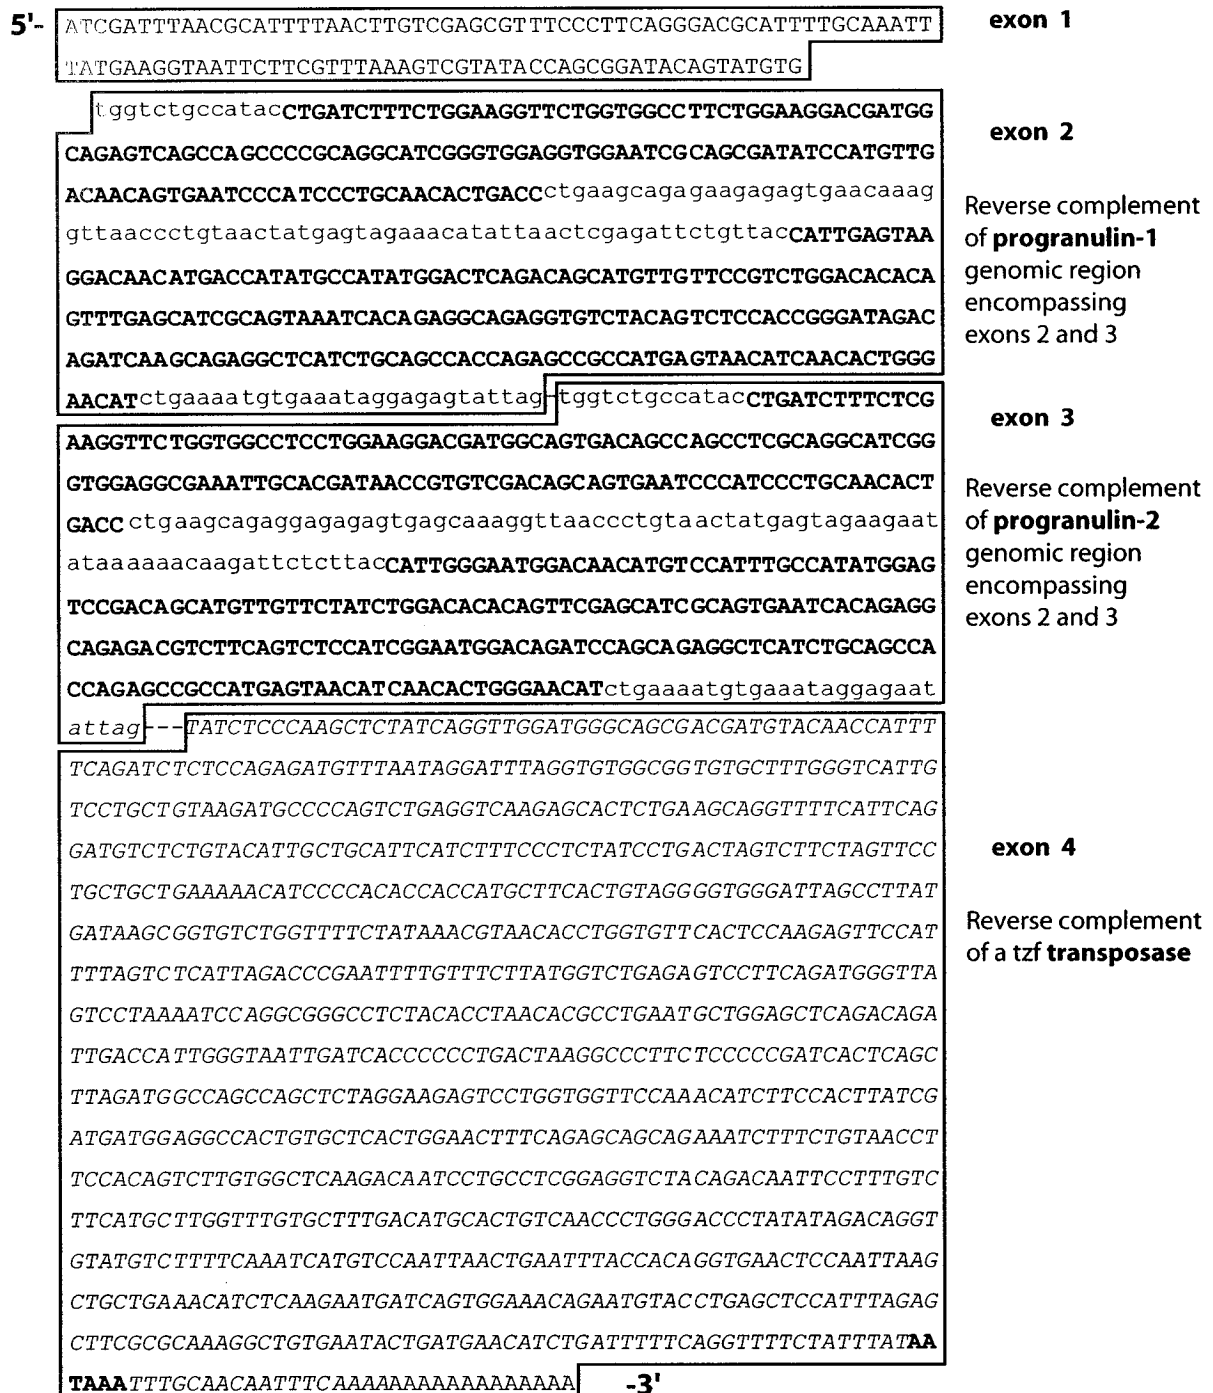 5'- ATCGATTTAACGCATTTTAACTTGTCGAGCGTTTCCCTTCAGGGACGCATTTTGCAAATT
TATGAAGGTAATTCTTCGTTTAAAGTCGTATACCAGCGGATACAGTATGTG
exon 1
tggtctgccatacCTGATCTTTCTGGAAGGTTCTGGTGGCCTTCTGGAAGGACGATGG
CAGAGTCAGCCAGCCCCGCAGGCATCGGGTGGAGGTGGAATCGCAGCGATATCCATGTTG
ACAACAGTGAATCCCATCCCTGCAACACTGACCctgaagcagagaagagagtgaacaaag
gttaaccctgtaactatgagtagaaacatattaactcgagattctgttacCATTGAGTAA
GGACAACATGACCATATGCCATATGGACTCAGACAGCATGTTGTTCCGTCTGGACACACA
GTTTGAGCATCGCAGTAAATCACAGAGGCAGAGGTGTCTACAGTCTCCACCGGGATAGAC
AGATCAAGCAGAGGCTCATCTGCAGCCACCAGAGCCGCCATGAGTAACATCAACACTGGG
AACATctgaaaatgtgaaataggagagtattag-tggtctgccatacCTGATCTTTCTCG
exon 2
Reverse complement
of progranulin-1
genomic region
encompassing
exons 2 and 3
AAGGTTCTGGTGGCCTCCTGGAAGGACGATGGCAGTGACAGCCAGCCTCGCAGGCATCGG
GTGGAGGCGAAATTGCACGATAACCGTGTCGACAGCAGTGAATCCCATCCCTGCAACACT
GACCctgaagcagaggagagagtgagcaaaggttaaccctgtaactatgagtagaagaat
ataaaaaacaagattctcttacCATTGGGAATGGACAACATGTCCATTTGCCATATGGAG
TCCGACAGCATGTTGTTCTATCTGGACACACAGTTCGAGCATCGCAGTGAATCACAGAGG
CAGAGACGTCTTCAGTCTCCATCGGAATGGACAGATCCAGCAGAGGCTCATCTGCAGCCA
CCAGAGCCGCCATGAGTAACATCAACACTGGGAACATctgaaaatgtgaaataggagaat
attag---TATCTCCCAAGCTCTATCAGGTTGGATGGGCAGCGACGATGTACAACCATTT
exon 3
Reverse complement
of progranulin-2
genomic region
encompassing
exons 2 and 3
TCAGATCTCTCCAGAGATGTTTAATAGGATTTAGGTGTGGCGGTGTGCTTTGGGTCATTG
TCCTGCTGTAAGATGCCCCAGTCTGAGGTCAAGAGCACTCTGAAGCAGGTTTTCATTCAG
GATGTCTCTGTACATTGCTGCATTCATCTTTCCCTCTATCCTGACTAGTCTTCTAGTTCC
TGCTGCTGAAAAACATCCCCACACCACCATGCTTCACTGTAGGGGTGGGATTAGCCTTAT
GATAAGCGGTGTCTGGTTTTCTATAAACGTAACACCTGGTGTTCACTCCAAGAGTTCCAT
TTTAGTCTCATTAGACCCGAATTTTGTTTCTTATGGTCTGAGAGTCCTTCAGATGGGTTA
GTCCTAAAATCCAGGCGGGCCTCTACACCTAACACGCCTGAATGCTGGAGCTCAGACAGA
TTGACCATTGGGTAATTGATCACCCCCCTGACTAAGGCCCTTCTCCCCCGATCACTCAGC
TTAGATGGCCAGCCAGCTCTAGGAAGAGTCCTGGTGGTTCCAAACATCTTCCACTTATCG
ATGATGGAGGCCACTGTGCTCACTGGAACTTTCAGAGCAGCAGAAATCTTTCTGTAACCT
TCCACAGTCTTGTGGCTCAAGACAATCCTGCCTCGGAGGTCTACAGACAATTCCTTTGTC
TTCATGCTTGGTTTGTGCTTTGACATGCACTGTCAACCCTGGGACCCTATATAGACAGGT
GTATGTCTTTTCAAATCATGTCCAATTAACTGAATTTACCACAGGTGAACTCCAATTAAG
CTGCTGAAACATCTCAAGAATGATCAGTGGAAACAGAATGTACCTGAGCTCCATTTAGAG
CTTCGCGCAAAGGCTGTGAATACTGATGAACATCTGATTTTTCAGGTTTTCTATTTATAA
TAAATTTGCAACAATTTCAAAAAAAAAAAAAAAAA -3'
exon 4
Reverse complement
of a tzf transposase